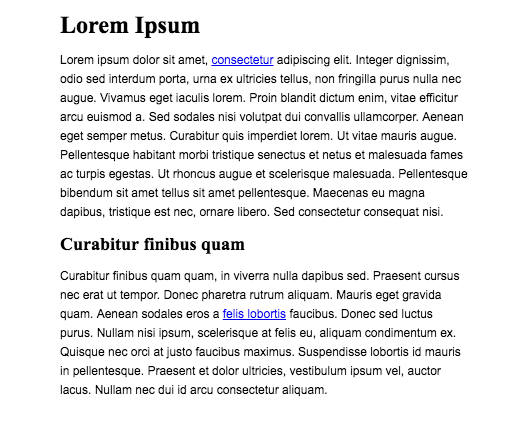 Lorem Ipsum
Lorem ipsum dolor sit amet, consectetur adipiscing elit. Integer dignissim,
odio sed interdum porta, urna ex ultricies tellus, non fringilla purus nulla nec
augue. Vivamus eget iaculis lorem. Proin blandit dictum enim, vitae efficitur
arcu euismod a. Sed sodales nisi volutpat dui convallis ullamcorper. Aenean
eget semper metus. Curabitur quis imperdiet lorem. Ut vitae mauris augue.
Pellentesque habitant morbi tristique senectus et netus et malesuada fames
ac turpis egestas. Ut rhoncus augue et scelerisque malesuada. Pellentesque
bibendum sit amet tellus sit amet pellentesque. Maecenas eu magna
dapibus, tristique est nec, ornare libero. Sed consectetur consequat nisi.
Curabitur finibus quam
Curabitur finibus quam quam, in viverra nulla dapibus sed. Praesent cursus
nec erat ut tempor. Donec pharetra rutrum aliquam. Mauris eget gravida
quam. Aenean sodales eros a felis lobortis faucibus. Donec sed luctus
purus. Nullam nisi ipsum, scelerisque at felis eu, aliquam condimentum ex.
Quisque nec orci at justo faucibus maximus. Suspendisse lobortis id mauris
in pellentesque. Praesent et dolor ultricies, vestibulum ipsum vel, auctor
lacus. Nullam nec dui id arcu consectetur aliquam.